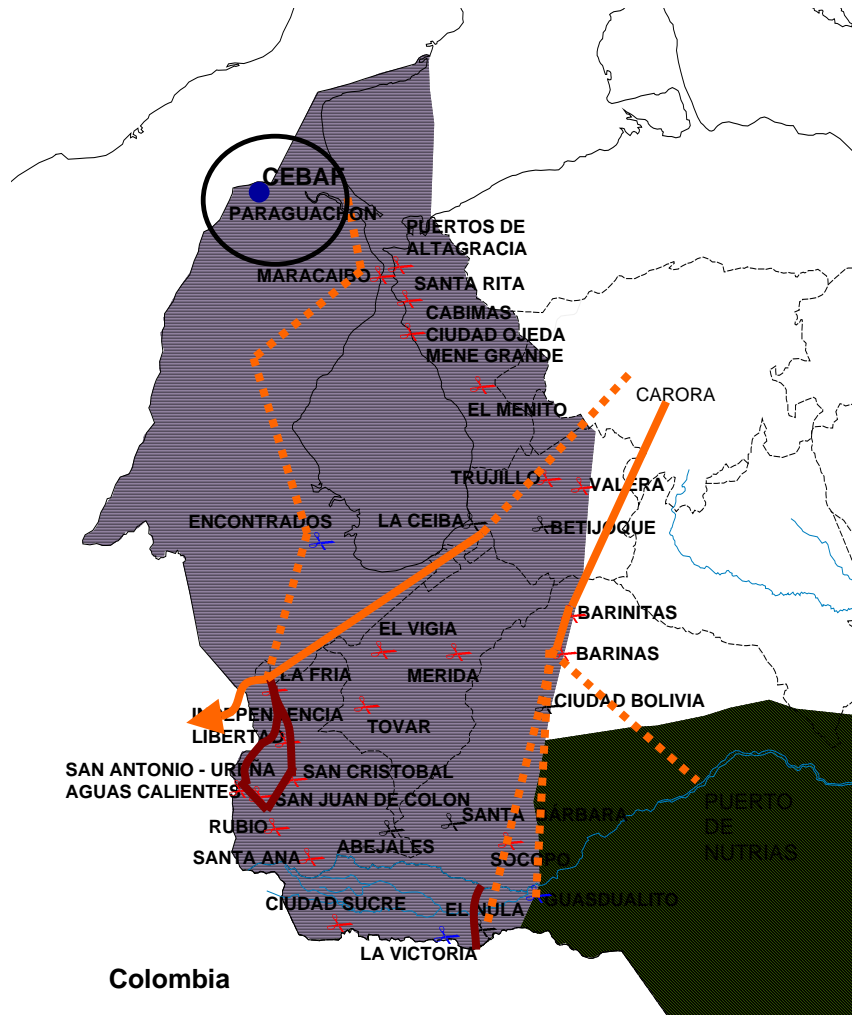 CEBAF
PARAGUACHON
PUERTOS DE
ALTAGRACIA
MARACAIBO
SANTA RITA
CABIMAS
CIUDAD OJEDA
MENE GRANDE
CARORA
EL MENITO
TRUJILLO
VALERA
ENCONTRADOS
LA CEIBA
BETIJOQUE
BARINITAS
EL VIGIA
BARINAS
LA FRIA
MERIDA
CIUDAD BOLIVIA
INDEPENDENCIA
TOVAR
LIBERTAD
SAN ANTONIO - UREÑA
SAN CRISTOBAL
AGUAS CALIENTES
SAN JUAN DE COLON
PUERTO
DE
NUTRIAS
SANTA BÁRBARA
RUBIO
ABEJALES
SANTA ANA
SOCOPO
CIUDAD SUCRE
EL NULA
GUASDUALITO
LA VICTORIA
Colombia